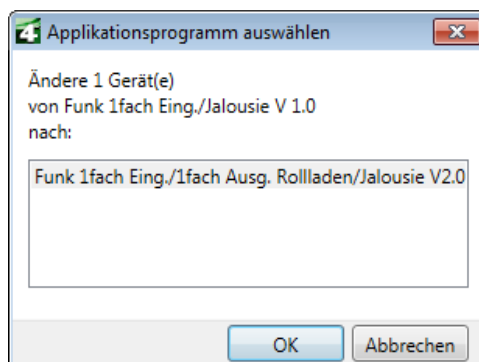 4 Applikationsprogramm auswählen
Ändere 1 Gerät(e)
von Funk 1fach Eing./Jalousie V 1.0
nach:
Funk 1fach Eing./1fach Ausg. Rollladen/Jalousie V2.0
OK Abbrechen